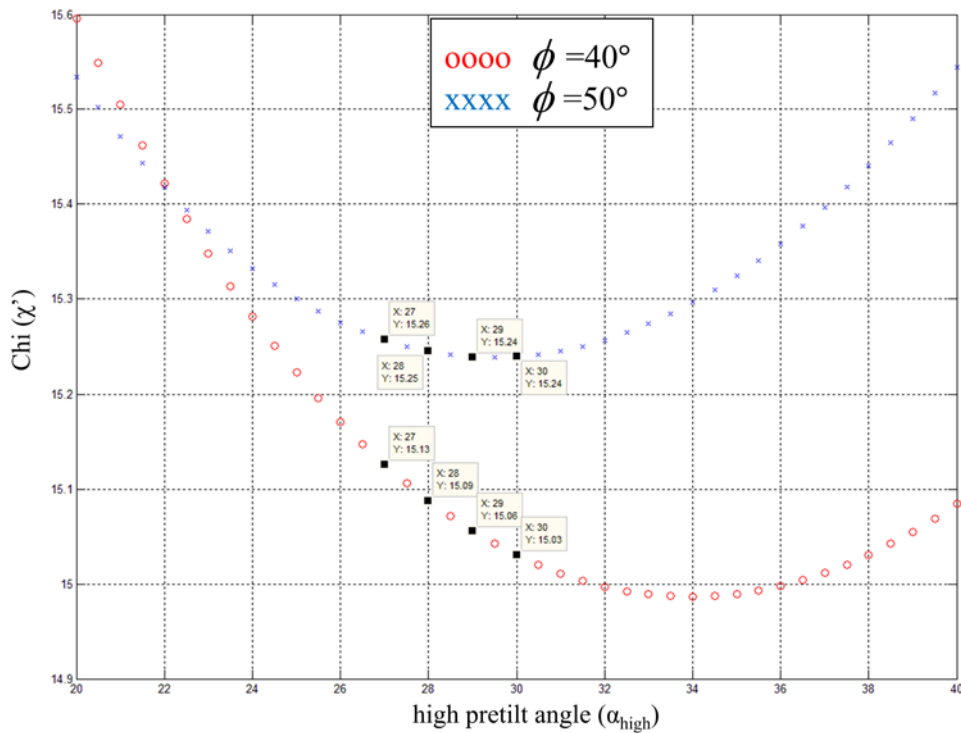 15.6
15.5
15.4
15.3
15.2
15.1
15
14.9
Chi (χ')
oooo ϕ =40°
xxxx ϕ =50°
X: 27
Y: 15.26
X: 29
Y: 15.24
X: 28
Y: 15.25
X: 30
Y: 15.24
X: 27
Y: 15.13
X: 28
Y: 15.09
X: 29
Y: 15.06
X: 30
Y: 15.03
20 22 24 26 28 30 32 34 36 38 40
high pretilt angle (αhigh)